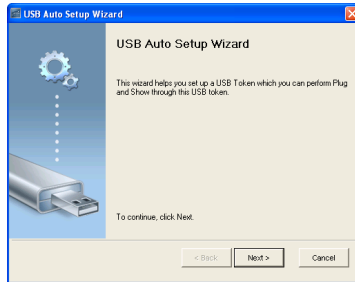 USB Auto Setup Wizard
USB Auto Setup Wizard
This wizard helps you set up a USB Token which you can perform Plug
and Show through this USB token.
To continue, click Next.
< Back
Next >
Cancel